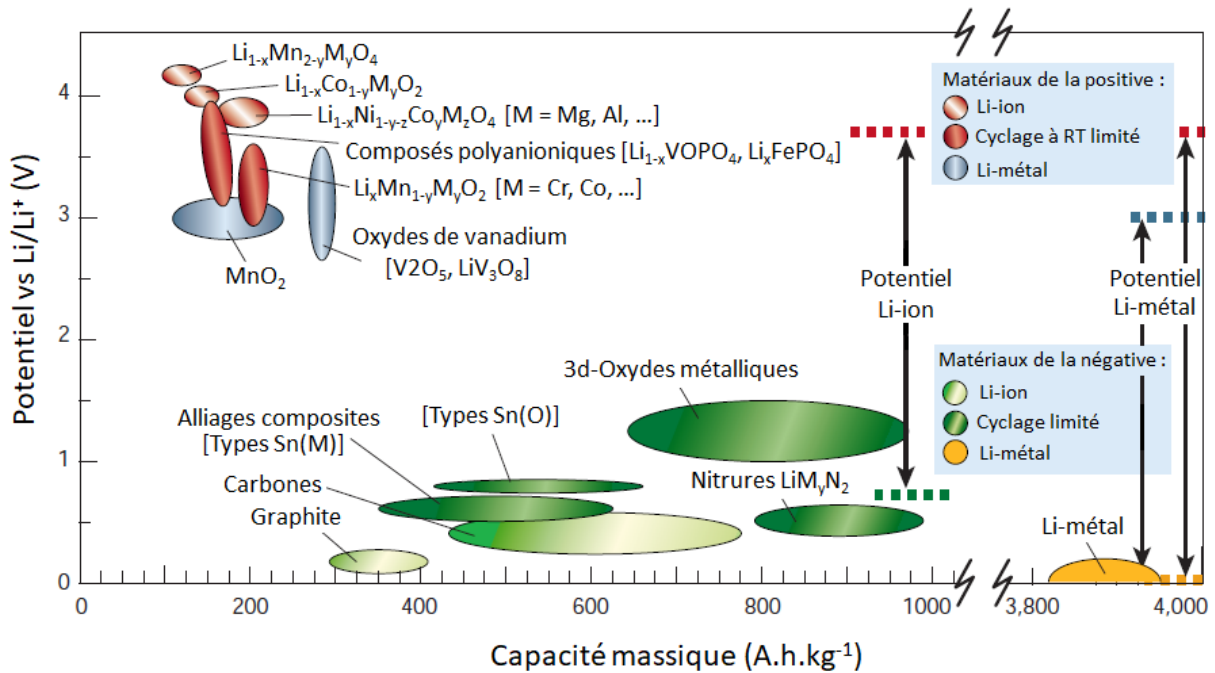 Potentiel vs Li/Li⁺ (V)
4
3
2
1
0
Li₁₋ₓMn₂₋yMyO₄
Li₁₋ₓCo₁₋yMyO₂
Li₁₋ₓNi₁₋y₋zCoyMzO₄ [M = Mg, Al, ...]
Composés polyanioniques [Li₁₋ₓVOPO₄, LiₓFePO₄]
LiₓMn₁₋yMyO₂ [M = Cr, Co, ...]
Oxydes de vanadium
[V2O₅, LiV₃O₈]
MnO₂
Matériaux de la positive :
Li-ion
Cyclage à RT limité
Li-métal
Potentiel
Li-ion
Potentiel
Li-métal
Matériaux de la négative :
Li-ion
Cyclage limité
Li-métal
3d-Oxydes métalliques
Alliages composites
[Types Sn(M)]
[Types Sn(O)]
Carbones
Graphite
Nitrures LiMyN₂
Li-métal
0
200
400
600
800
1000
3,800
4,000
Capacité massique (A.h.kg⁻¹)